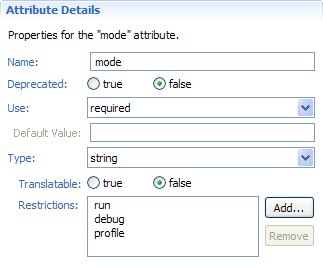 Attribute Details
Properties for the "mode" attribute.
Name: mode
Deprecated: true false
Use: required
Default Value:
Type: string
Translatable: true false
Restrictions: run
debug
profile
Add...
Remove